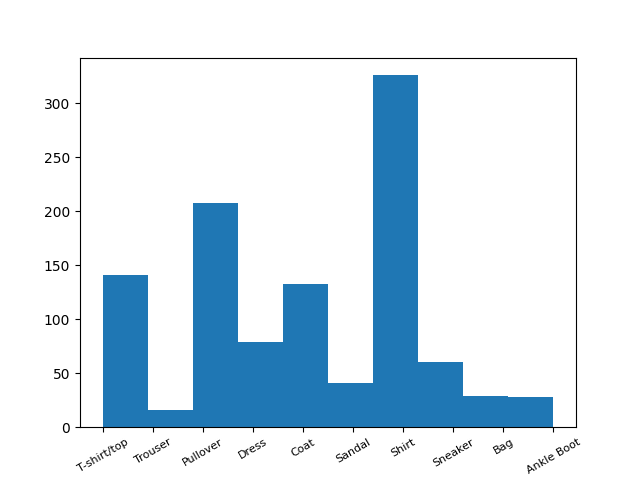 300
250
200
150
100
50
0
T-shirt/top
Trouser
Pullover
Dress
Coat
Sandal
Shirt
Sneaker
Bag
Ankle Boot